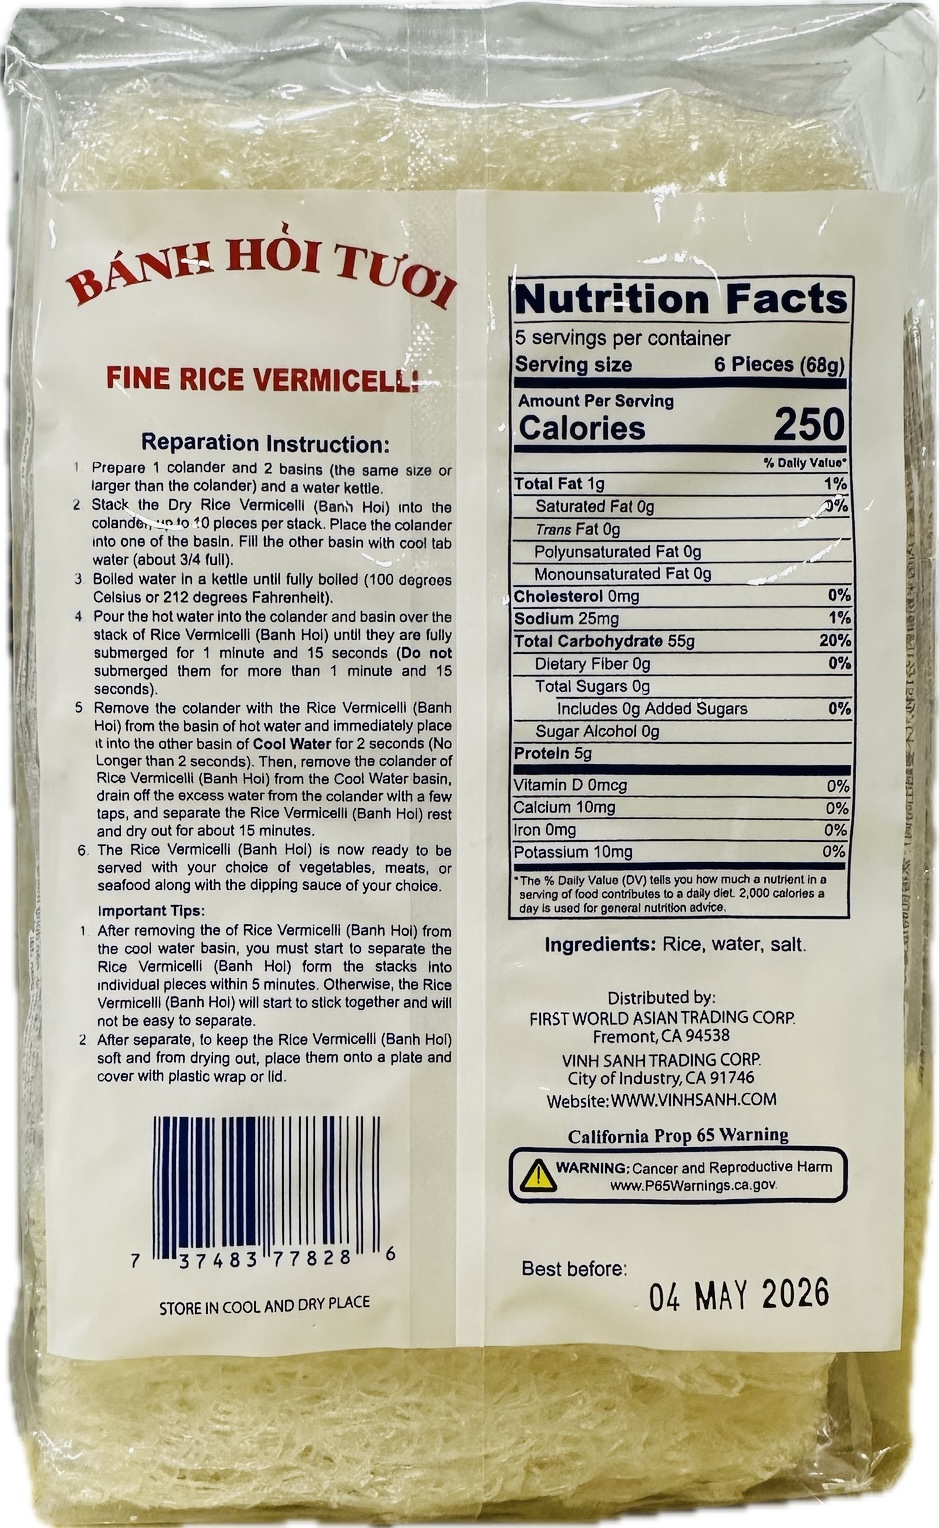 BÁNH HỎI TƯƠI
FINE RICE VERMICELLI
Reparation Instruction:
1 Prepare 1 colander and 2 basins (the same size or
larger than the colander) and a water kettle.
2 Stack the Dry Rice Vermicelli (Banh Hoi) into the
colander, up to 10 pieces per stack. Place the colander
into one of the basin. Fill the other basin with cool tab
water (about 3/4 full).
3 Boiled water in a kettle until fully boiled (100 degrees
Celsius or 212 degrees Fahrenheit).
4 Pour the hot water into the colander and basin over the
stack of Rice Vermicelli (Banh Hoi) until they are fully
submerged for 1 minute and 15 seconds (Do not
submerged them for more than 1 minute and 15
seconds).
5 Remove the colander with the Rice Vermicelli (Banh
Hoi) from the basin of hot water and immediately place
it into the other basin of Cool Water for 2 seconds (No
Longer than 2 seconds). Then, remove the colander of
Rice Vermicelli (Banh Hoi) from the Cool Water basin,
drain off the excess water from the colander with a few
taps, and separate the Rice Vermicelli (Banh Hoi) rest
and dry out for about 15 minutes.
6. The Rice Vermicelli (Banh Hoi) is now ready to be
served with your choice of vegetables, meats, or
seafood along with the dipping sauce of your choice.
Important Tips:
1. After removing the of Rice Vermicelli (Banh Hoi) from
the cool water basin, you must start to separate the
Rice Vermicelli (Banh Hoi) form the stacks into
individual pieces within 5 minutes. Otherwise, the Rice
Vermicelli (Banh Hoi) will start to stick together and will
not be easy to separate.
2 After separate, to keep the Rice Vermicelli (Banh Hoi)
soft and from drying out, place them onto a plate and
cover with plastic wrap or lid.
7 37483 77828 6
STORE IN COOL AND DRY PLACE
Nutrition Facts
5 servings per container
Serving size 6 Pieces (68g)
Amount Per Serving
Calories 250
% Daily Value*
Total Fat 1g 1%
Saturated Fat 0g 0%
Trans Fat 0g
Polyunsaturated Fat 0g
Monounsaturated Fat 0g
Cholesterol 0mg 0%
Sodium 25mg 1%
Total Carbohydrate 55g 20%
Dietary Fiber 0g 0%
Total Sugars 0g
Includes 0g Added Sugars 0%
Sugar Alcohol 0g
Protein 5g
Vitamin D 0mcg 0%
Calcium 10mg 0%
Iron 0mg 0%
Potassium 10mg 0%
*The % Daily Value (DV) tells you how much a nutrient in a
serving of food contributes to a daily diet. 2,000 calories a
day is used for general nutrition advice.
Ingredients: Rice, water, salt.
Distributed by:
FIRST WORLD ASIAN TRADING CORP.
Fremont, CA 94538
VINH SANH TRADING CORP.
City of Industry, CA 91746
Website: WWW.VINHSANH.COM
California Prop 65 Warning
WARNING: Cancer and Reproductive Harm
www.P65Warnings.ca.gov.
Best before:
04 MAY 2026